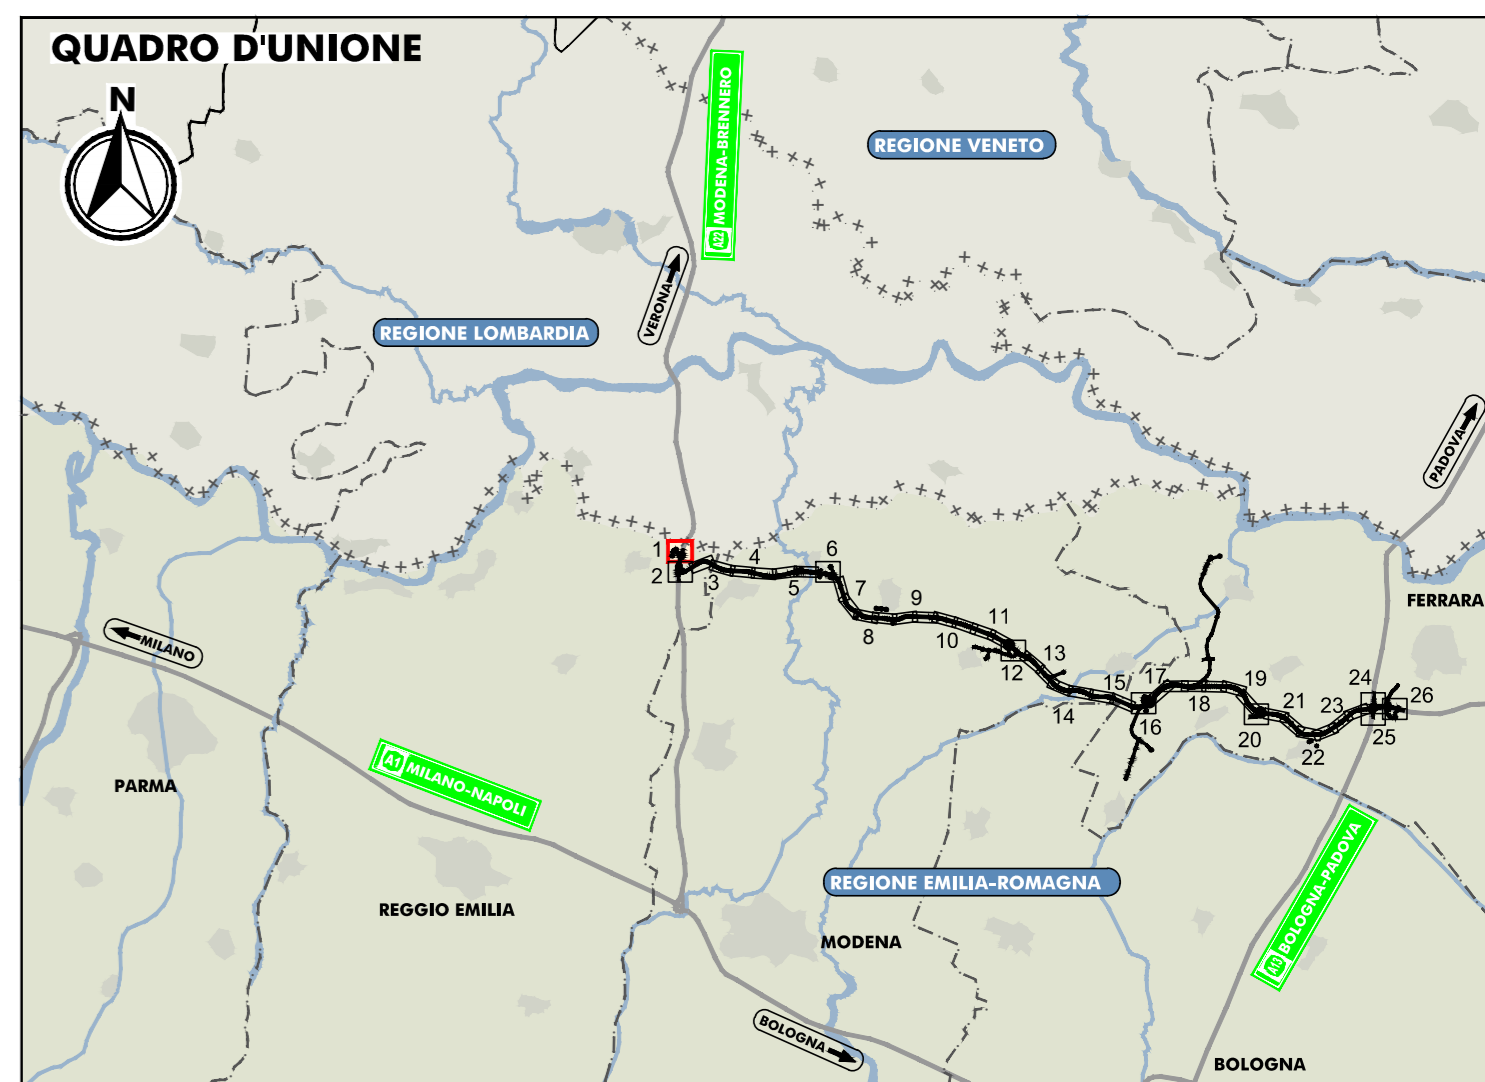 QUADRO D'UNIONE
N
A22 MODENA-BRENNERO
REGIONE VENETO
VERONA
REGIONE LOMBARDIA
PADOVA
1
2
3
4
5
6
7
8
9
10
11
12
13
14
15
16
17
18
19
20
21
22
23
24
25
26
FERRARA
MILANO
PARMA
A1 MILANO-NAPOLI
REGIONE EMILIA-ROMAGNA
REGGIO EMILIA
MODENA
A13 BOLOGNA-PADOVA
BOLOGNA
BOLOGNA